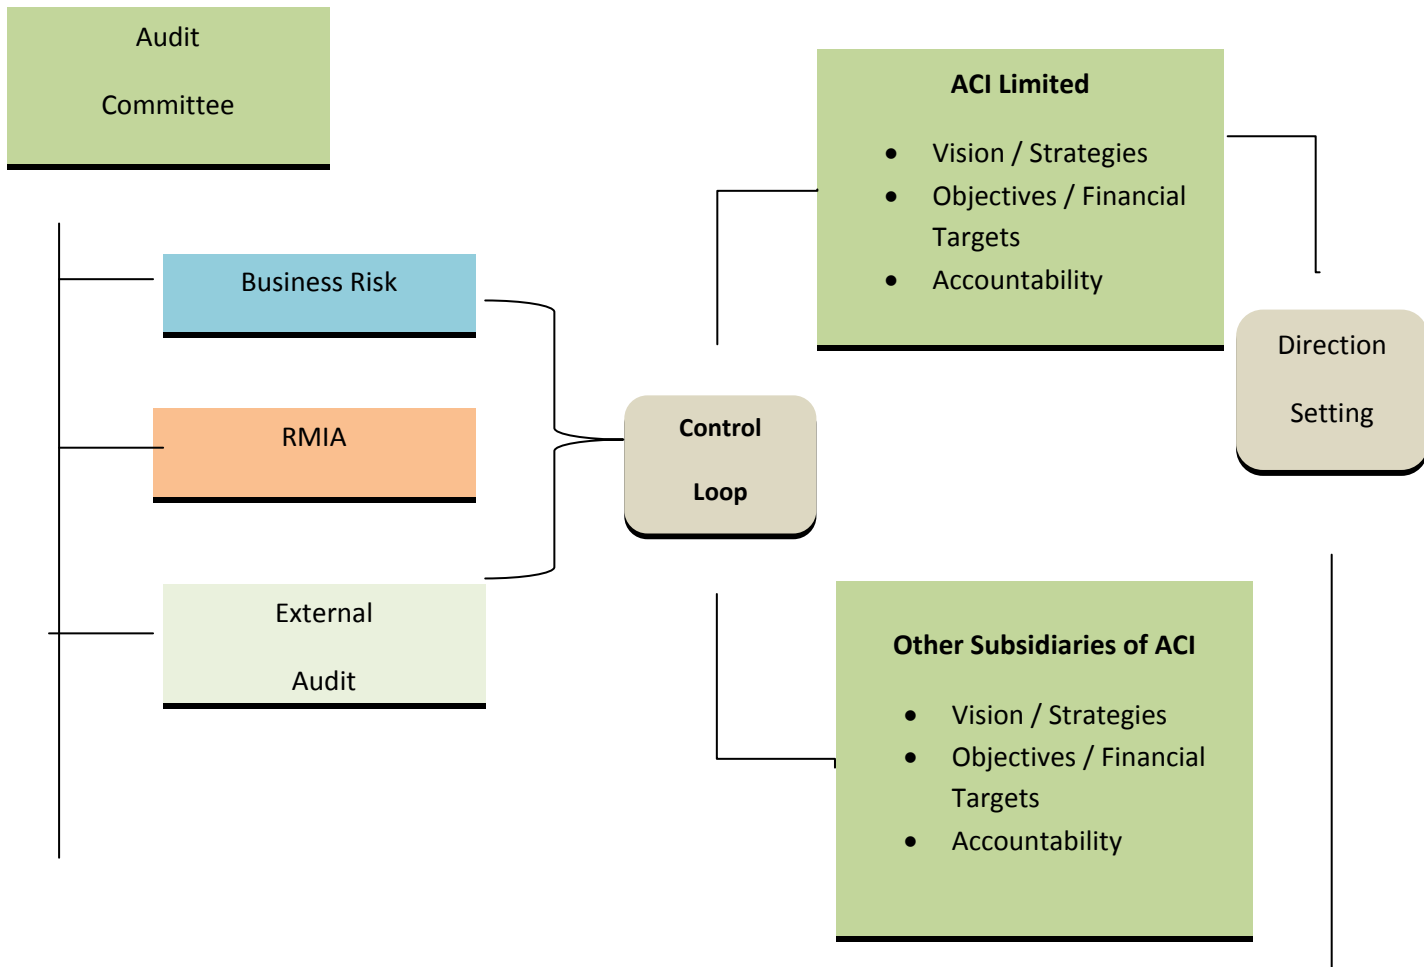 Audit
Committee
Business Risk
RMIA
External
Audit
Control
Loop
ACI Limited
• Vision / Strategies
• Objectives / Financial
Targets
• Accountability
Direction
Setting
Other Subsidiaries of ACI
• Vision / Strategies
• Objectives / Financial
Targets
• Accountability